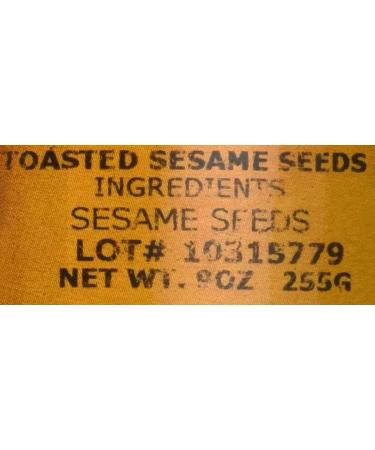 TOASTED SESAME SEEDS
INGREDIENTS
SESAME SEEDS
LOT# 10315779
NET WT. 9OZ 255G